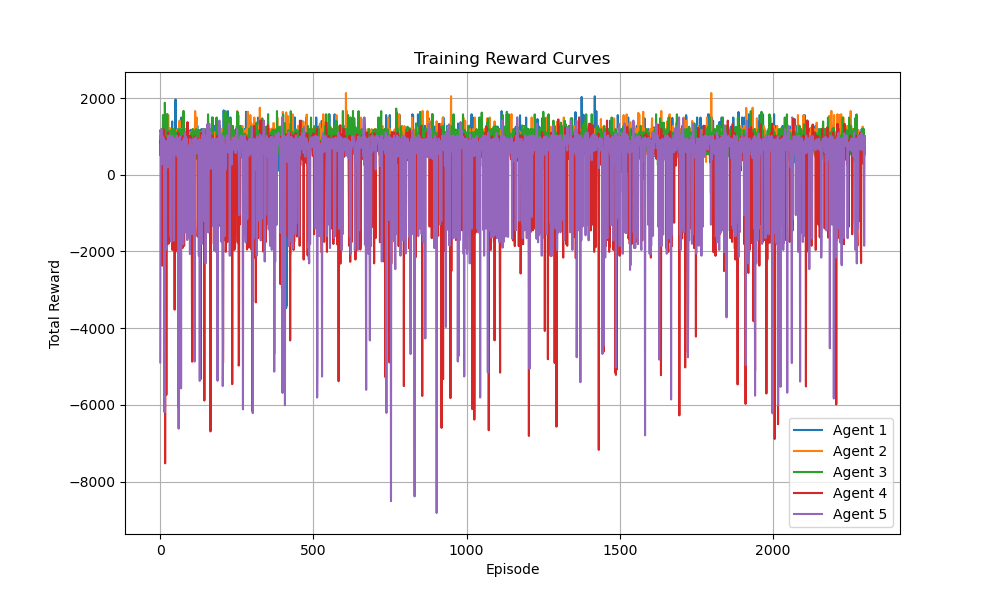 Training Reward Curves
2000
0
−2000
−4000
−6000
−8000
Total Reward
0
500
1000
1500
2000
Episode
Agent 1
Agent 2
Agent 3
Agent 4
Agent 5